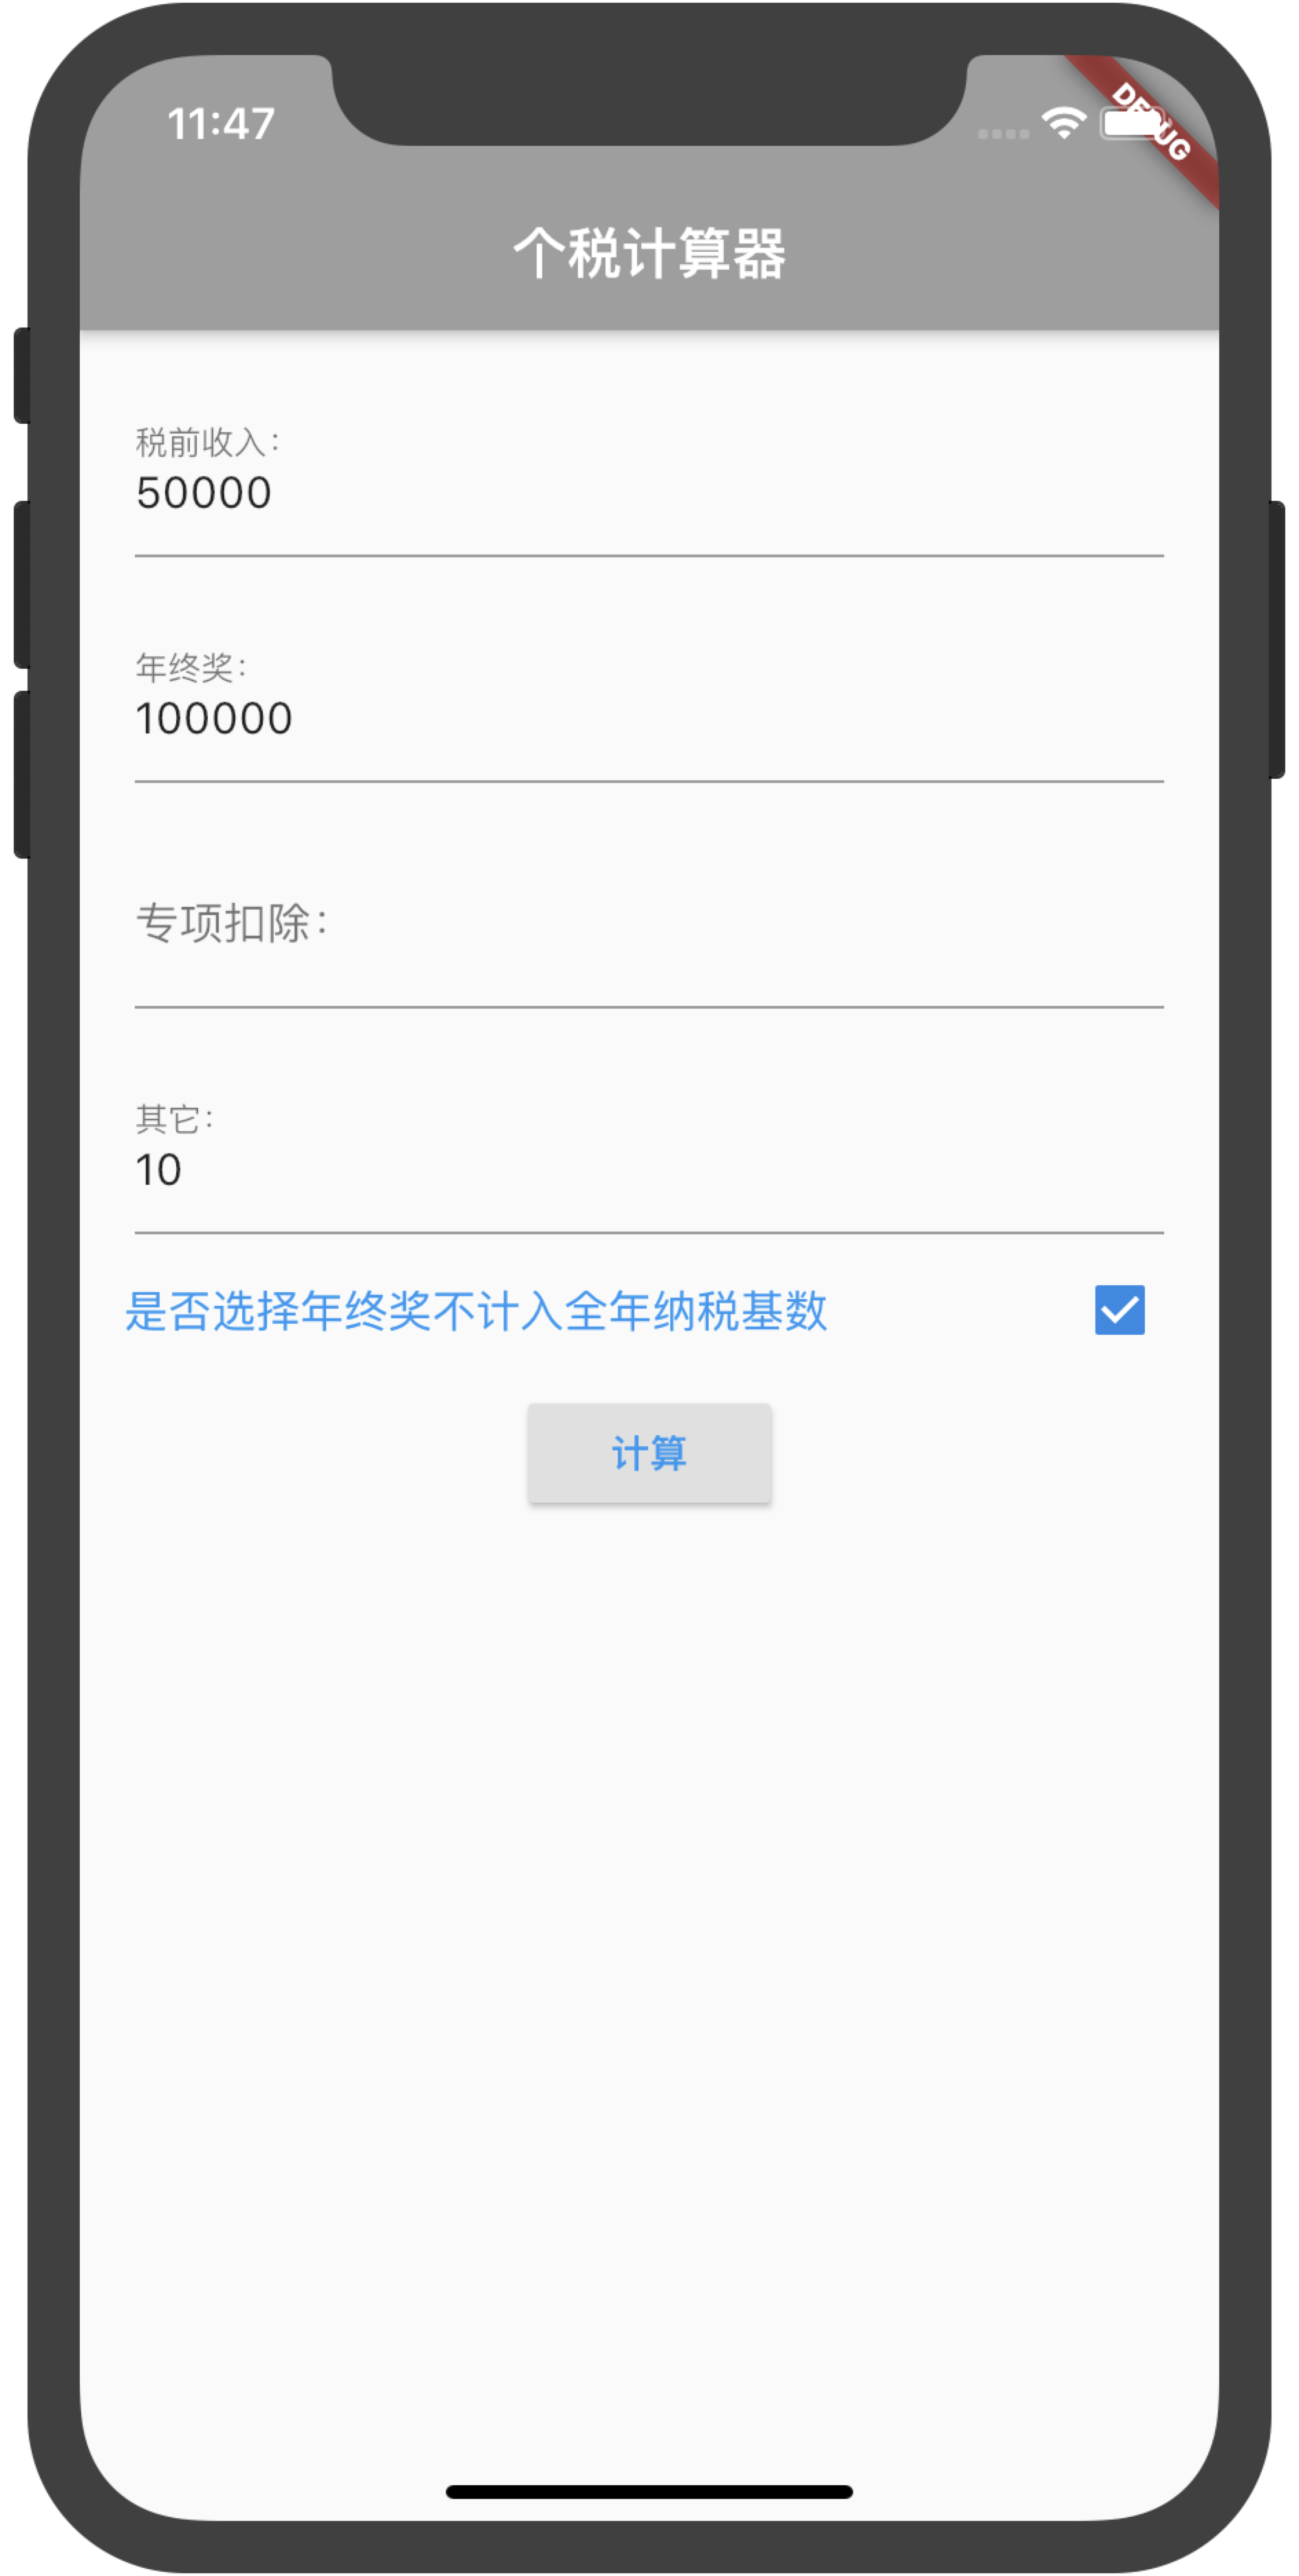 11:47
DEBUG
个税计算器
税前收入：
50000
年终奖：
100000
专项扣除：
其它：
10
是否选择年终奖不计入全年纳税基数
计算